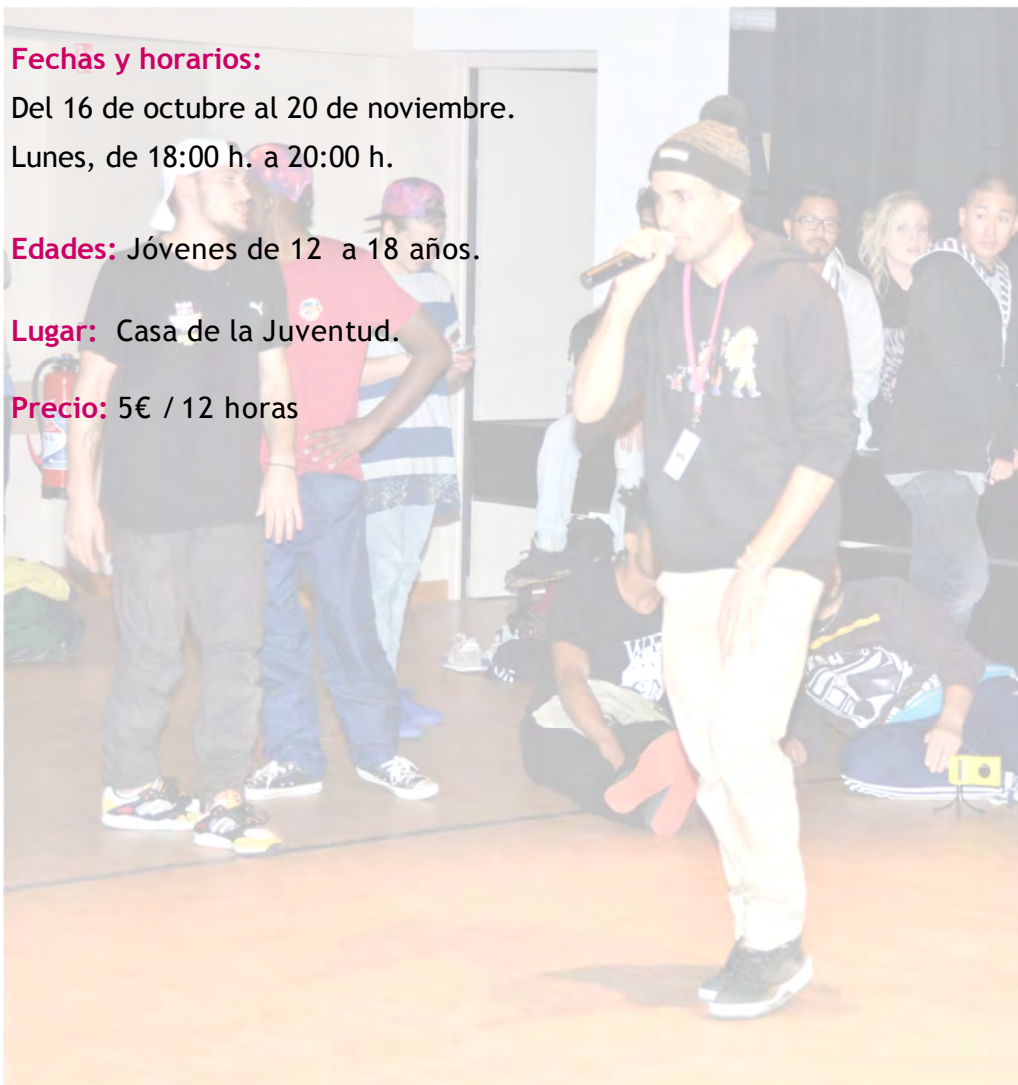 Fechas y horarios:
Del 16 de octubre al 20 de noviembre.
Lunes, de 18:00 h. a 20:00 h.
Edades: Jóvenes de 12 a 18 años.
Lugar: Casa de la Juventud.
Precio: 5€ / 12 horas